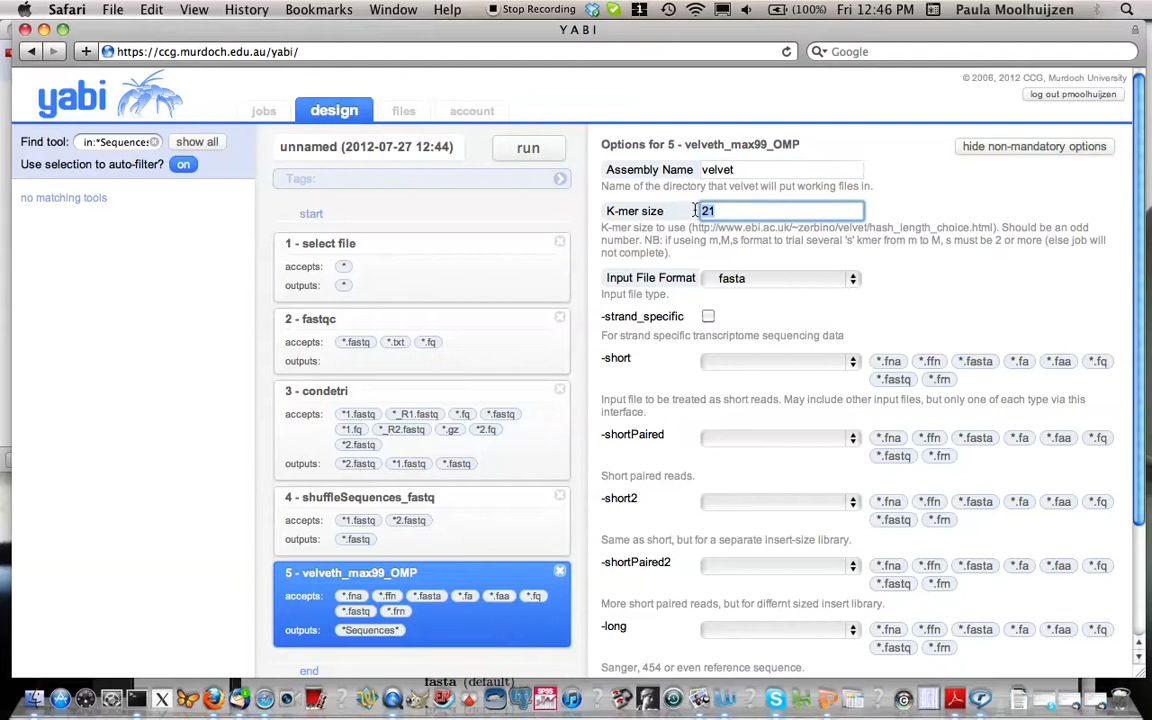 Safari File Edit View History Bookmarks Window Help Stop Recording (100%) Fri 12:46 PM Paula Moolhuijzen
YABI
https://ccg.murdoch.edu.au/yabi/
Google
© 2006, 2012 CCG, Murdoch University
log out pmoolhuijzen
yabi
jobs design files account
Find tool: in:*Sequences show all
Use selection to auto-filter? on
no matching tools
unnamed (2012-07-27 12:44) run
Tags:
start
1 - select file
accepts: *
outputs: *
2 - fastqc
accepts: *.fastq *.txt *.fq
outputs:
3 - condetri
accepts: *1.fastq *_R1.fastq *.fq *.fastq
*1.fq *_R2.fastq *.gz *2.fq
*2.fastq
outputs: *2.fastq *1.fastq *.fastq
4 - shuffleSequences_fastq
accepts: *1.fastq *2.fastq
outputs: *.fastq
5 - velveth_max99_OMP
accepts: *.fna *.ffn *.fasta *.fa *.faa *.fq
*.fastq *.frn
outputs: *Sequences*
end
Options for 5 - velveth_max99_OMP hide non-mandatory options
Assembly Name velvet
Name of the directory that velvet will put working files in.
K-mer size 21
K-mer size to use (http://www.ebi.ac.uk/~zerbino/velvet/hash_length_choice.html). Should be an odd
number. NB: if useing m,M,s format to trial several 's' kmer from m to M, s must be 2 or more (else job will
not complete).
Input File Format fasta
Input file type.
-strand_specific
For strand specific transcriptome sequencing data
-short *.fna *.ffn *.fasta *.fa *.faa *.fq
*.fastq *.frn
Input file to be treated as short reads. May include other input files, but only one of each type via this
interface.
-shortPaired *.fna *.ffn *.fasta *.fa *.faa *.fq
*.fastq *.frn
Short paired reads.
-short2 *.fna *.ffn *.fasta *.fa *.faa *.fq
*.fastq *.frn
Same as short, but for a separate insert-size library.
-shortPaired2 *.fna *.ffn *.fasta *.fa *.faa *.fq
*.fastq *.frn
More short paired reads, but for differnt sized insert library.
-long *.fna *.ffn *.fasta *.fa *.faa *.fq
*.fastq *.frn
Sanger, 454 or even reference sequence.
fasta (default)